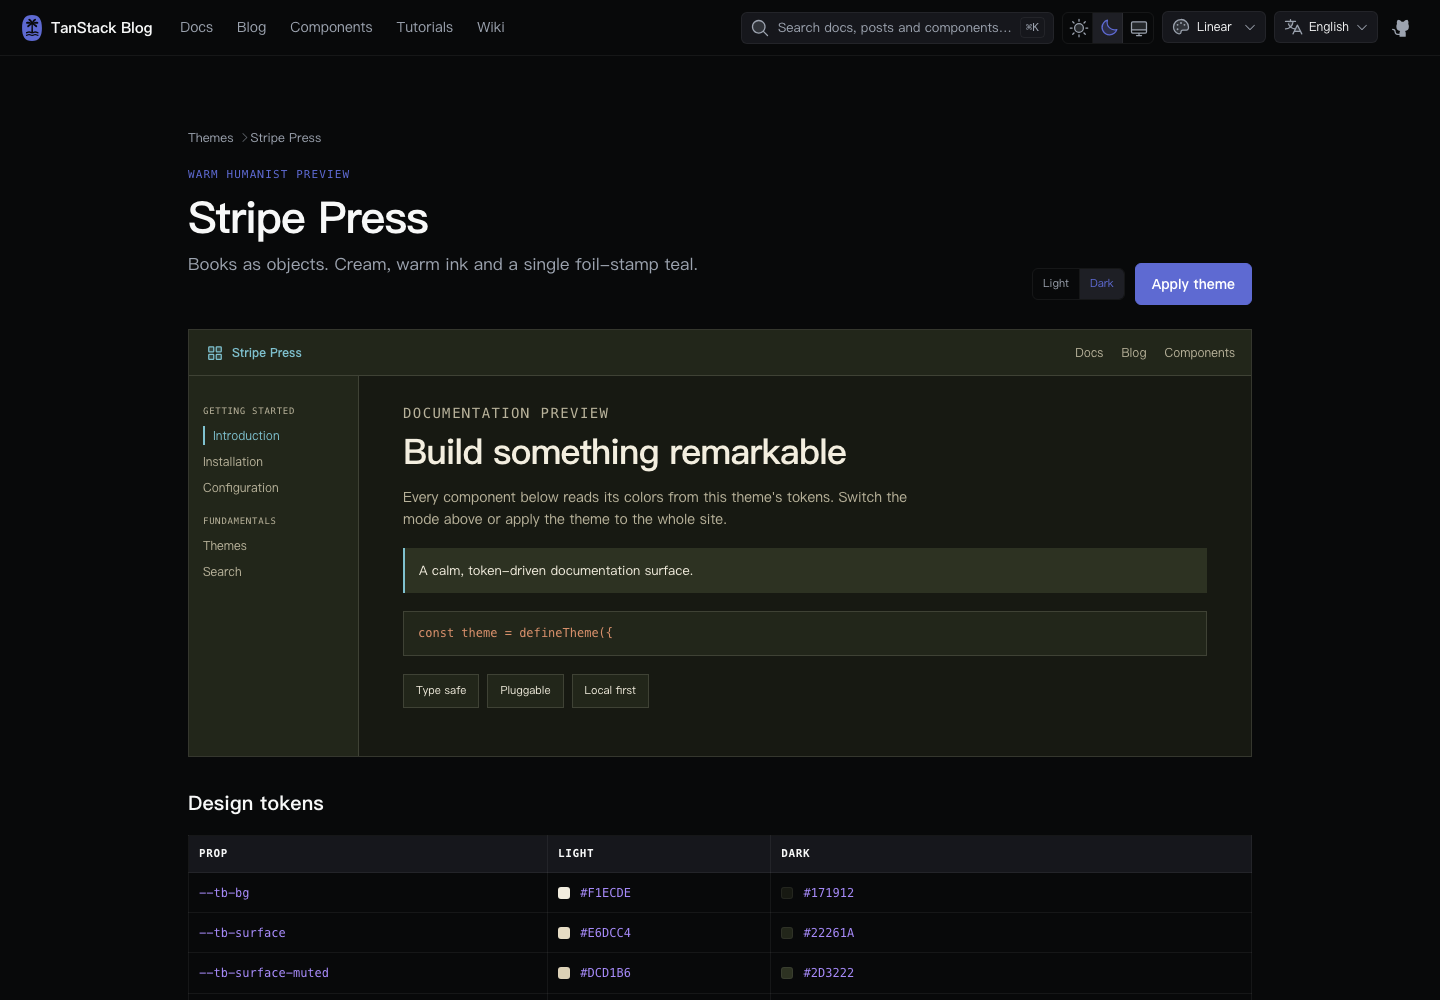 TanStack Blog
Docs
Blog
Components
Tutorials
Wiki
Search docs, posts and components...
⌘K
Linear
English
Themes
Stripe Press
WARM HUMANIST PREVIEW
Stripe Press
Books as objects. Cream, warm ink and a single foil-stamp teal.
Light
Dark
Apply theme
Stripe Press
Docs
Blog
Components
GETTING STARTED
Introduction
Installation
Configuration
FUNDAMENTALS
Themes
Search
DOCUMENTATION PREVIEW
Build something remarkable
Every component below reads its colors from this theme's tokens. Switch the
mode above or apply the theme to the whole site.
A calm, token-driven documentation surface.
const theme = defineTheme({
Type safe
Pluggable
Local first
Design tokens
PROP
LIGHT
DARK
--tb-bg
#F1ECDE
#171912
--tb-surface
#E6DCC4
#22261A
--tb-surface-muted
#DCD1B6
#2D3222